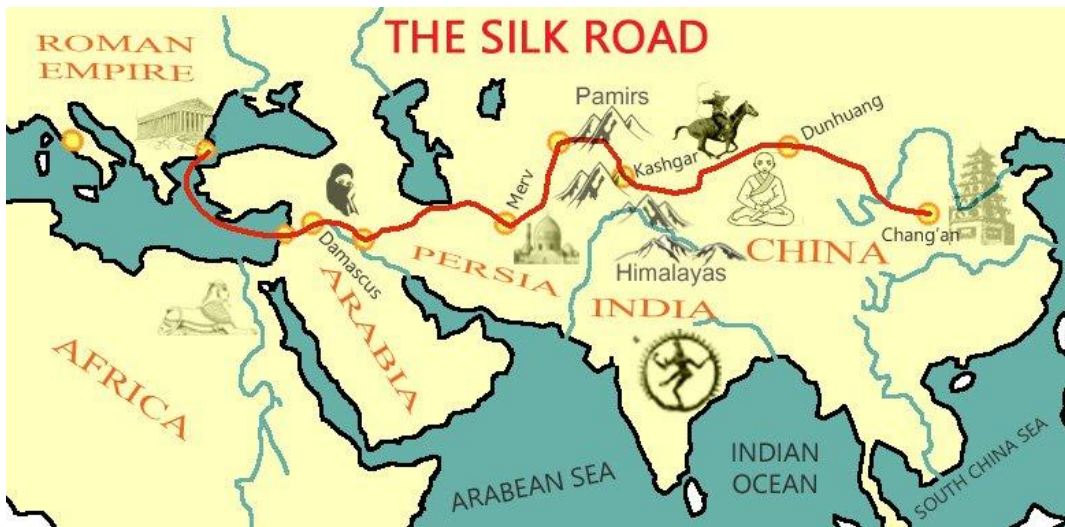 THE SILK ROAD
ROMAN
EMPIRE
Pamirs
Dunhuang
Kashgar
Merv
Chang'an
Damascus
PERSIA
CHINA
Himalayas
INDIA
ARABIA
AFRICA
ARABEAN SEA
INDIAN
OCEAN
SOUTH CHINA SEA